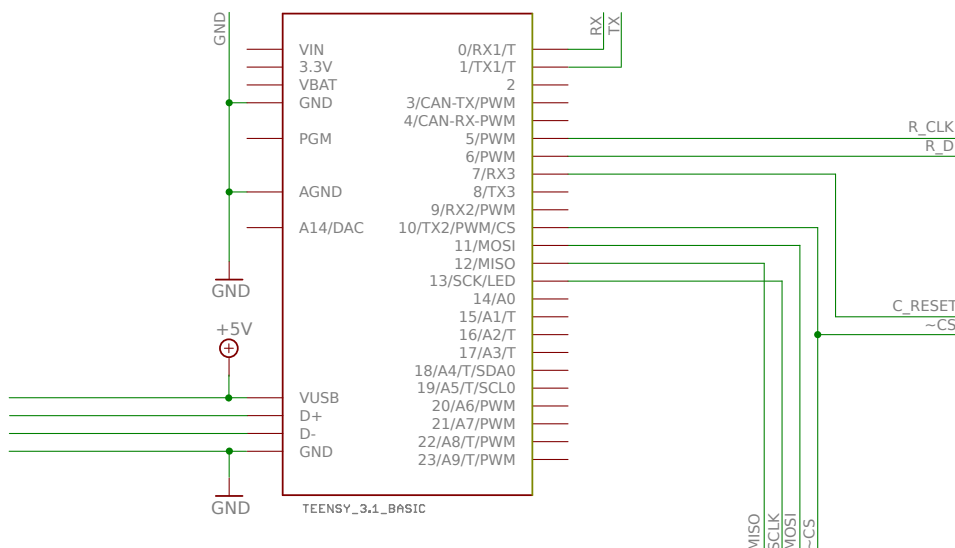 GND
RX
TX
VIN
3.3V
VBAT
GND
PGM
AGND
A14/DAC
0/RX1/T
1/TX1/T
2
3/CAN-TX/PWM
4/CAN-RX-PWM
5/PWM
6/PWM
7/RX3
8/TX3
9/RX2/PWM
10/TX2/PWM/CS
11/MOSI
12/MISO
13/SCK/LED
14/A0
15/A1/T
16/A2/T
17/A3/T
18/A4/T/SDA0
19/A5/T/SCL0
20/A6/PWM
21/A7/PWM
22/A8/T/PWM
23/A9/T/PWM
R_CLK
R_D
C_RESET
~CS
GND
+5V
VUSB
D+
D-
GND
GND
TEENSY_3.1_BASIC
MISO
SCLK
MOSI
~CS